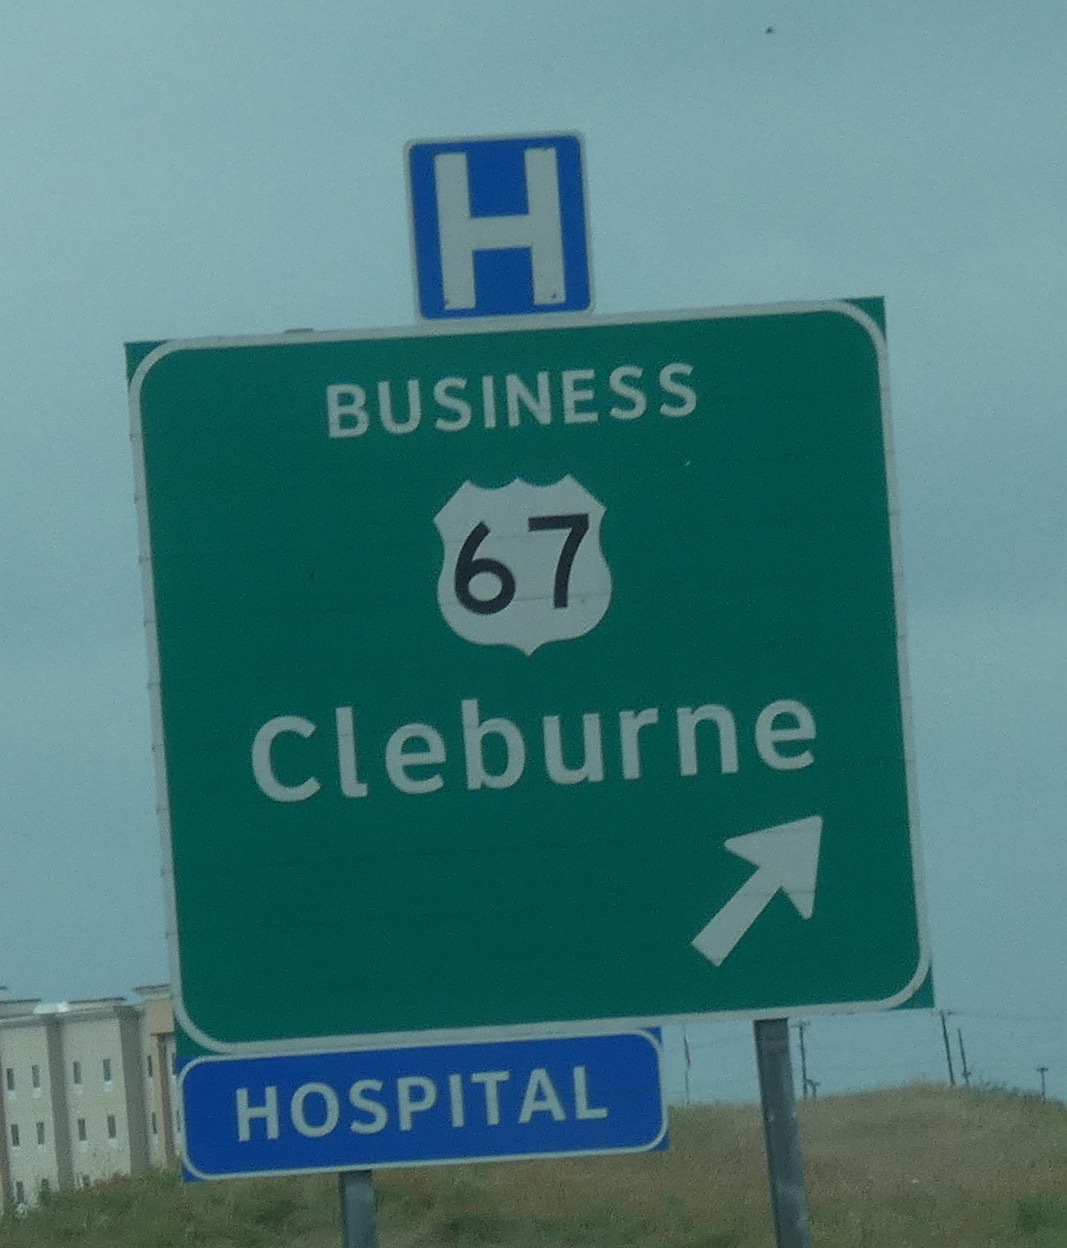 H
BUSINESS
67
Cleburne
HOSPITAL